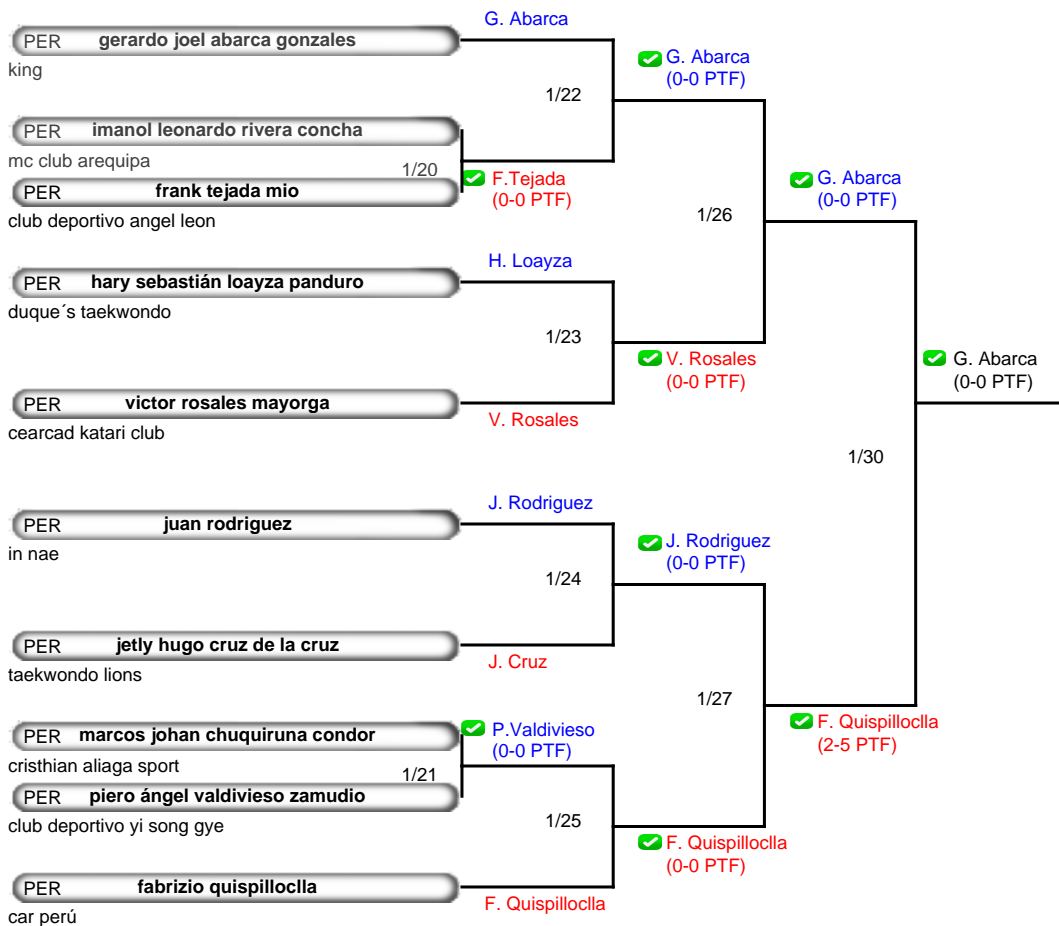 G. Abarca
PER gerardo joel abarca gonzales
king
G. Abarca
(0-0 PTF)
1/22
PER imanol leonardo rivera concha
mc club arequipa
1/20
PER frank tejada mio
club deportivo angel leon
F.Tejada
(0-0 PTF)
G. Abarca
(0-0 PTF)
1/26
H. Loayza
PER hary sebastián loayza panduro
duque´s taekwondo
1/23
V. Rosales
(0-0 PTF)
G. Abarca
(0-0 PTF)
PER victor rosales mayorga
cearcad katari club
V. Rosales
1/30
J. Rodriguez
PER juan rodriguez
in nae
J. Rodriguez
(0-0 PTF)
1/24
PER jetly hugo cruz de la cruz
taekwondo lions
J. Cruz
1/27
F. Quispilloclla
(2-5 PTF)
PER marcos johan chuquiruna condor
cristhian aliaga sport
P.Valdivieso
(0-0 PTF)
1/21
PER piero ángel valdivieso zamudio
club deportivo yi song gye
1/25
F. Quispilloclla
(0-0 PTF)
PER fabrizio quispilloclla
car perú
F. Quispilloclla